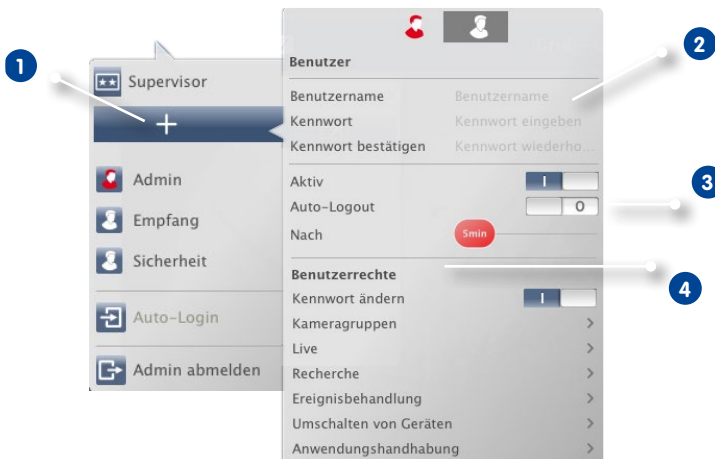 1
Supervisor
+
Admin
Empfang
Sicherheit
Auto-Login
Admin abmelden
Benutzer
2
Benutzername Benutzername
Kennwort Kennwort eingeben
Kennwort bestätigen Kennwort wiederho...
Aktiv I
3
Auto-Logout O
Nach 5min
4
Benutzerrechte
Kennwort ändern I
Kameragruppen >
Live >
Recherche >
Ereignisbehandlung >
Umschalten von Geräten >
Anwendungshandhabung >